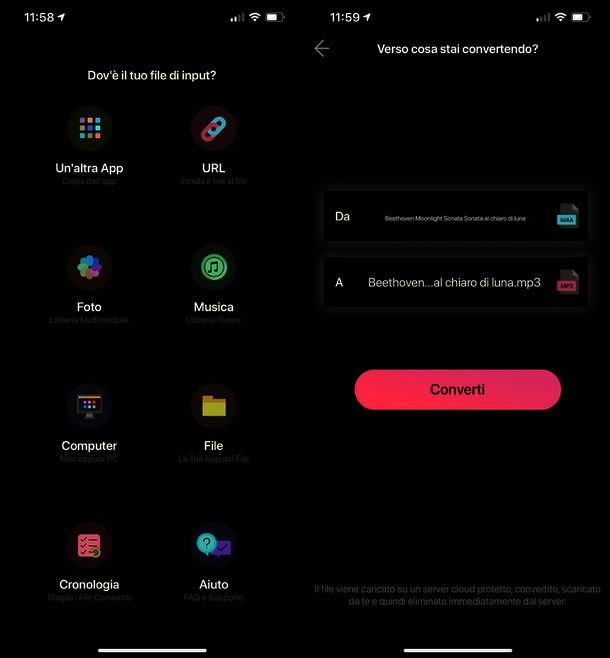 11:58
Dov'è il tuo file di input?
Un'altra App
Copia dall'app
URL
Incolla il link al file
Foto
Libreria Multimediale
Musica
Libreria iTunes
Computer
Mac oppure PC
File
La Tua App dei File
Cronologia
Sfoglia i File Convertiti
Aiuto
FAQ e Supporto
11:59
Verso cosa stai convertendo?
Da
Beethoven Moonlight Sonata Sonata al chiaro di luna
M4A
A
Beethoven...al chiaro di luna.mp3
MP3
Converti
Il file viene caricato su un server cloud protetto, convertito, scaricato
da te e quindi eliminato immediatamente dal server.